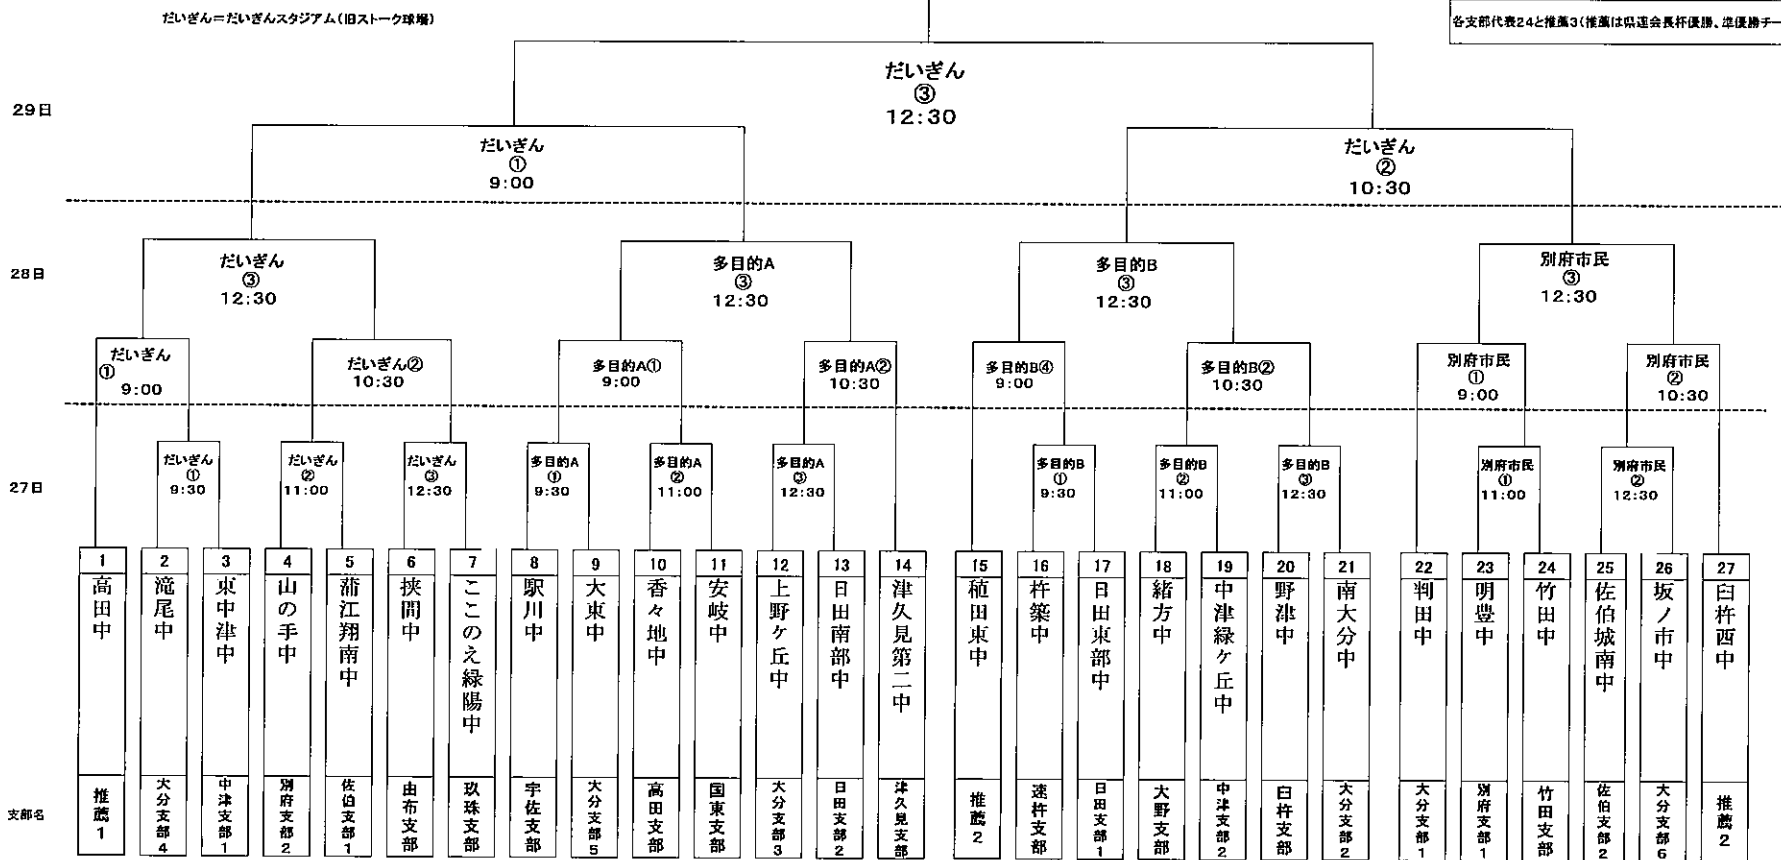 だいぎん=だいぎんスタジアム(旧ストーク球場)
各支部代表24と推薦3(推薦は県連会長杯優勝、準優勝チー
29日
だいぎん
③
12:30
だいぎん
①
9:00
だいぎん
②
10:30
28日
だいぎん
③
12:30
多目的A
③
12:30
多目的B
③
12:30
別府市民
③
12:30
だいぎん
①
9:00
だいぎん②
10:30
多目的A①
9:00
多目的A②
10:30
多目的B④
9:00
多目的B②
10:30
別府市民
①
9:00
別府市民
②
10:30
27日
だいぎん
①
9:30
だいぎん
②
11:00
だいぎん
③
12:30
多目的A
①
9:30
多目的A
②
11:00
多目的A
③
12:30
多目的B
①
9:30
多目的B
②
11:00
多目的B
③
12:30
別府市民
①
11:00
別府市民
②
12:30
1
高田中
推薦1
2
滝尾中
大分支部4
3
東中津中
中津支部1
4
山の手中
別府支部2
5
蒲江翔南中
佐伯支部1
6
挾間中
由布支部
7
ここのえ緑陽中
玖珠支部
8
駅川中
宇佐支部
9
大東中
大分支部5
10
香々地中
高田支部
11
安岐中
国東支部
12
上野ケ丘中
大分支部3
13
日田南部中
日田支部2
14
津久見第二中
津久見支部
15
稙田東中
推薦2
16
杵築中
速杵支部
17
日田東部中
日田支部1
18
緒方中
大野支部
19
中津緑ケ丘中
中津支部2
20
野津中
臼杵支部
21
南大分中
大分支部2
22
判田中
大分支部1
23
明豊中
別府支部1
24
竹田中
竹田支部
25
佐伯城南中
佐伯支部2
26
坂ノ市中
大分支部6
27
臼杵西中
推薦2
支部名